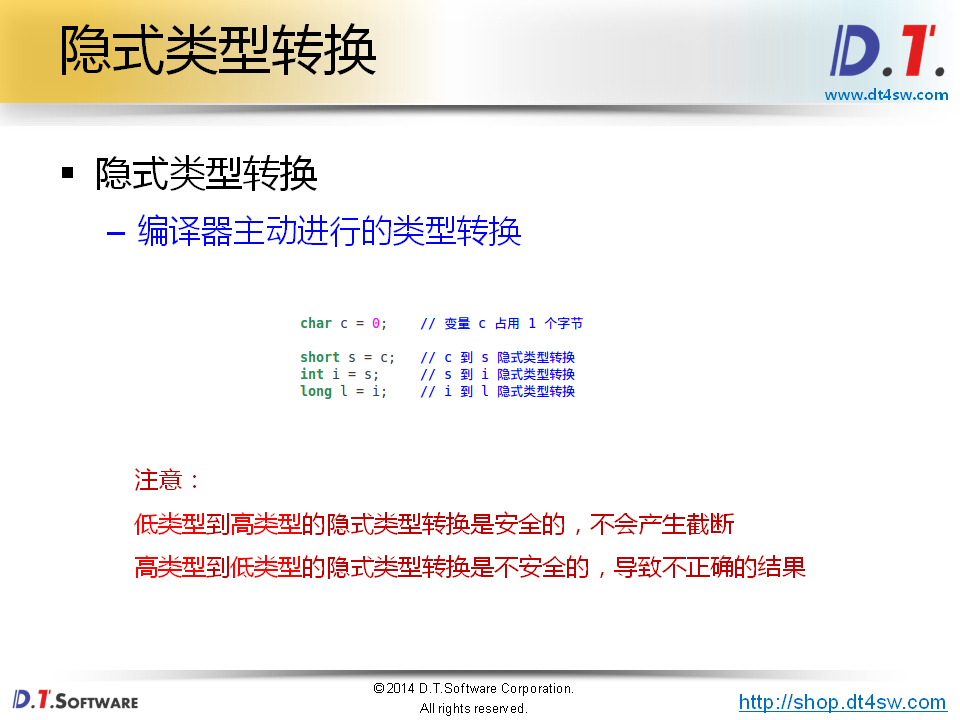 隐式类型转换
D.T.
www.dt4sw.com
▪ 隐式类型转换
– 编译器主动进行的类型转换
char c = 0;    // 变量 c 占用 1 个字节
short s = c;   // c 到 s 隐式类型转换
int i = s;     // s 到 i 隐式类型转换
long l = i;    // i 到 l 隐式类型转换
注意：
低类型到高类型的隐式类型转换是安全的，不会产生截断
高类型到低类型的隐式类型转换是不安全的，导致不正确的结果
D.T.SOFTWARE
©2014 D.T.Software Corporation.
All rights reserved.
http://shop.dt4sw.com